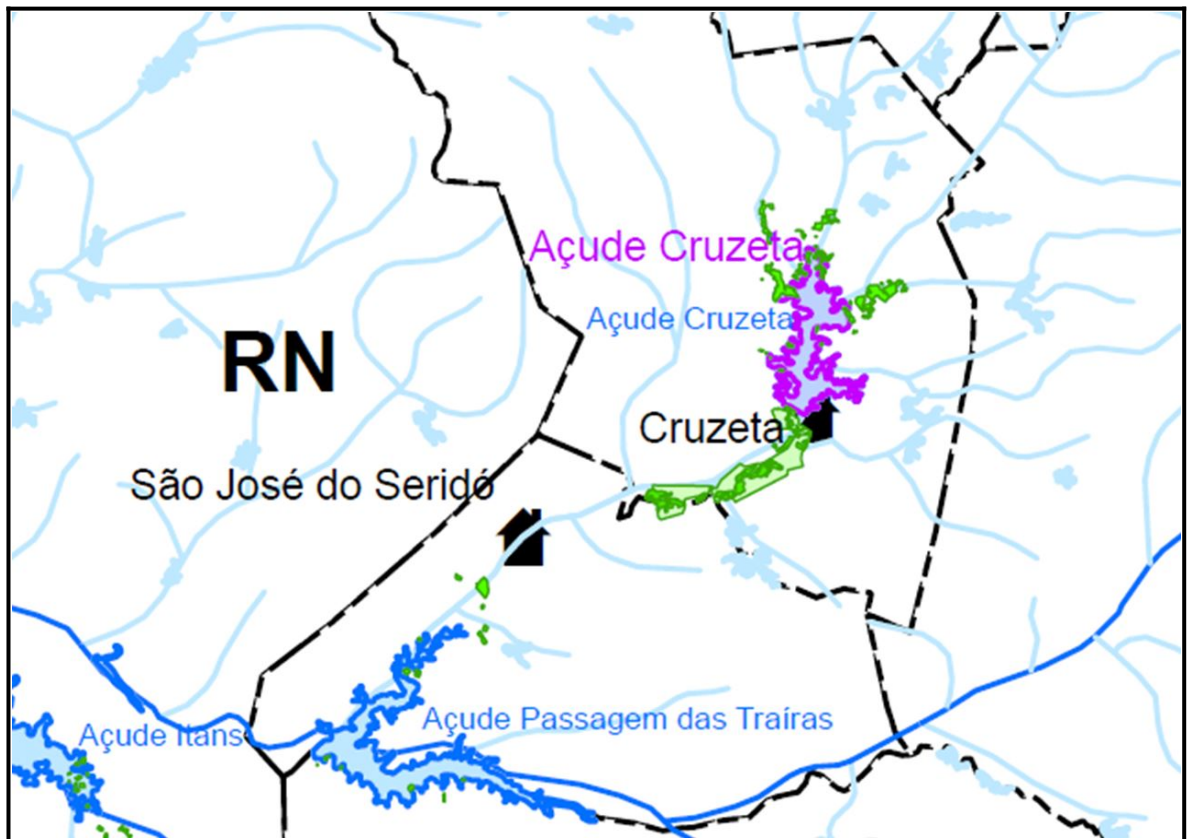 Açude Cruzeta
Açude Cruzeta
RN
Cruzeta
São José do Seridó
Açude Passagem das Traíras
Açude Itans